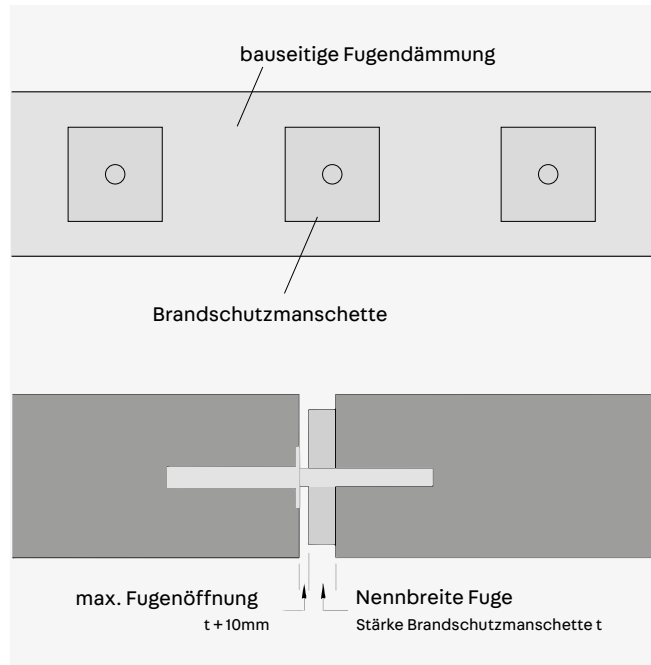 bauseitige Fugendämmung
Brandschutzmanschette
max. Fugenöffnung
t + 10mm
Nennbreite Fuge
Stärke Brandschutzmanschette t